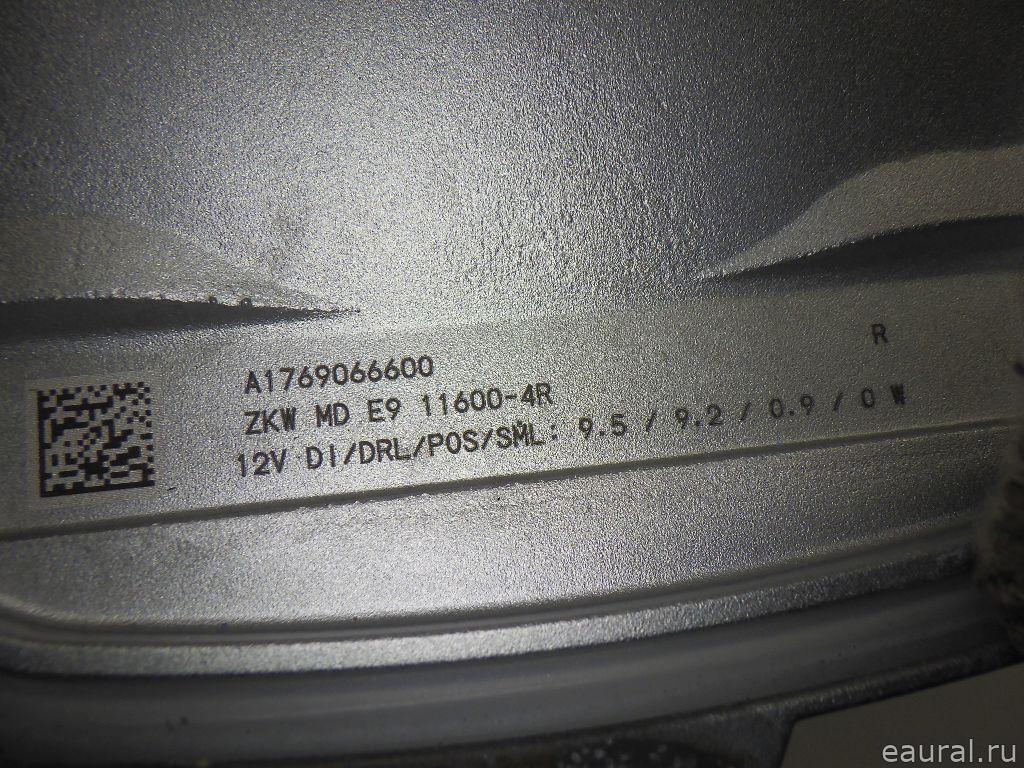 R
A1769066600
ZKW MD E9 11600-4R
12V DI/DRL/POS/SML: 9.5 / 9.2 / 0.9 / 0 W
eaural.ru